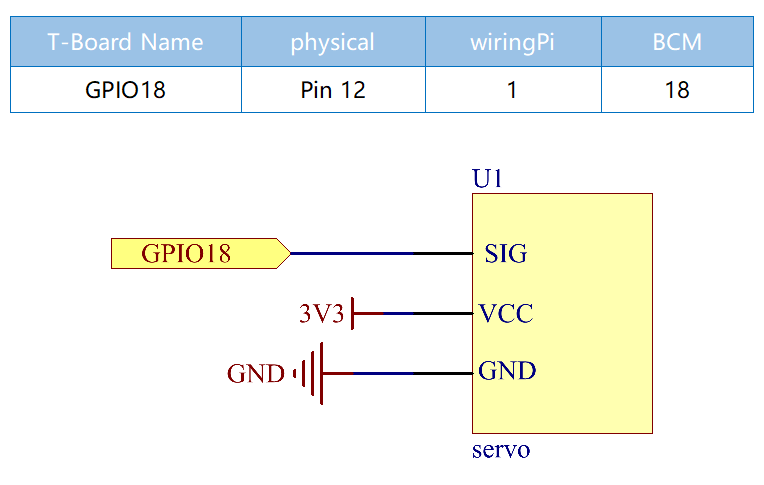 T-Board Name physical wiringPi BCM
GPIO18 Pin 12 1 18
U1
GPIO18 SIG
3V3 VCC
GND GND
servo